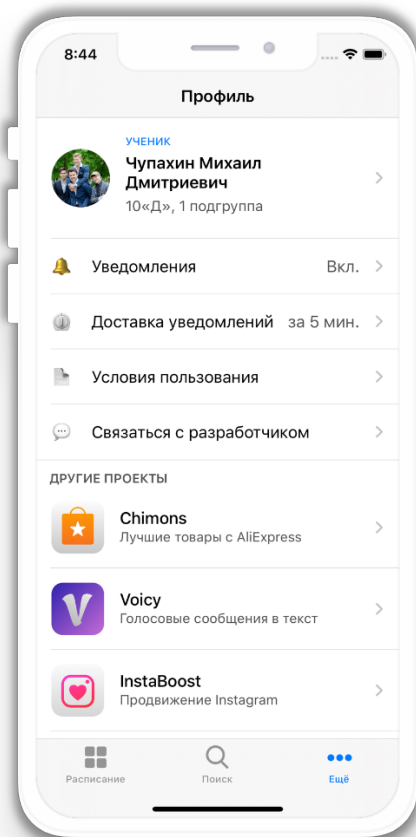 8:44
Профиль
УЧЕНИК
Чупахин Михаил
Дмитриевич
10«Д», 1 подгруппа
Уведомления Вкл.
Доставка уведомлений за 5 мин.
Условия пользования
Связаться с разработчиком
ДРУГИЕ ПРОЕКТЫ
Chimons
Лучшие товары с AliExpress
Voicy
Голосовые сообщения в текст
InstaBoost
Продвижение Instagram
Расписание Поиск Ещё